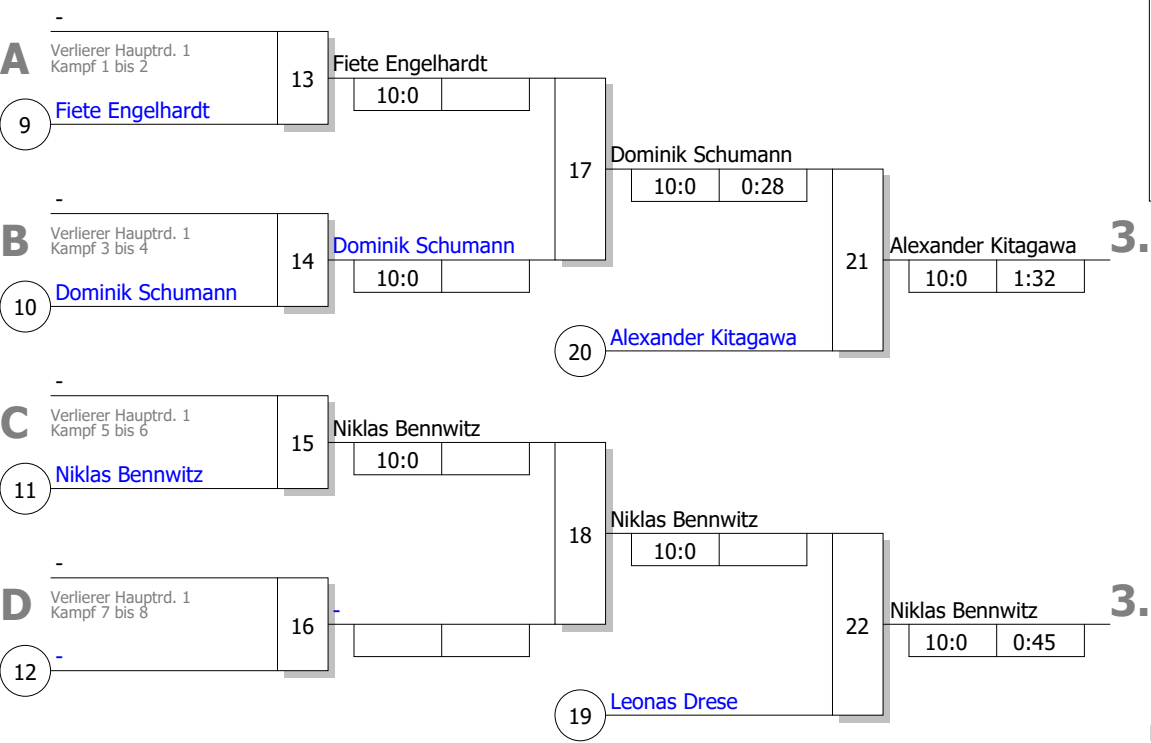 -
A
Verlierer Hauptrd. 1
Kampf 1 bis 2
13
Fiete Engelhardt
10:0
9
Fiete Engelhardt
17
Dominik Schumann
10:0 0:28
-
B
Verlierer Hauptrd. 1
Kampf 3 bis 4
14
Dominik Schumann
10:0
10
Dominik Schumann
21
Alexander Kitagawa
10:0 1:32
3.
20
Alexander Kitagawa
-
C
Verlierer Hauptrd. 1
Kampf 5 bis 6
15
Niklas Bennwitz
10:0
11
Niklas Bennwitz
18
Niklas Bennwitz
10:0
-
D
Verlierer Hauptrd. 1
Kampf 7 bis 8
16
-
12
-
22
Niklas Bennwitz
10:0 0:45
3.
19
Leonas Drese